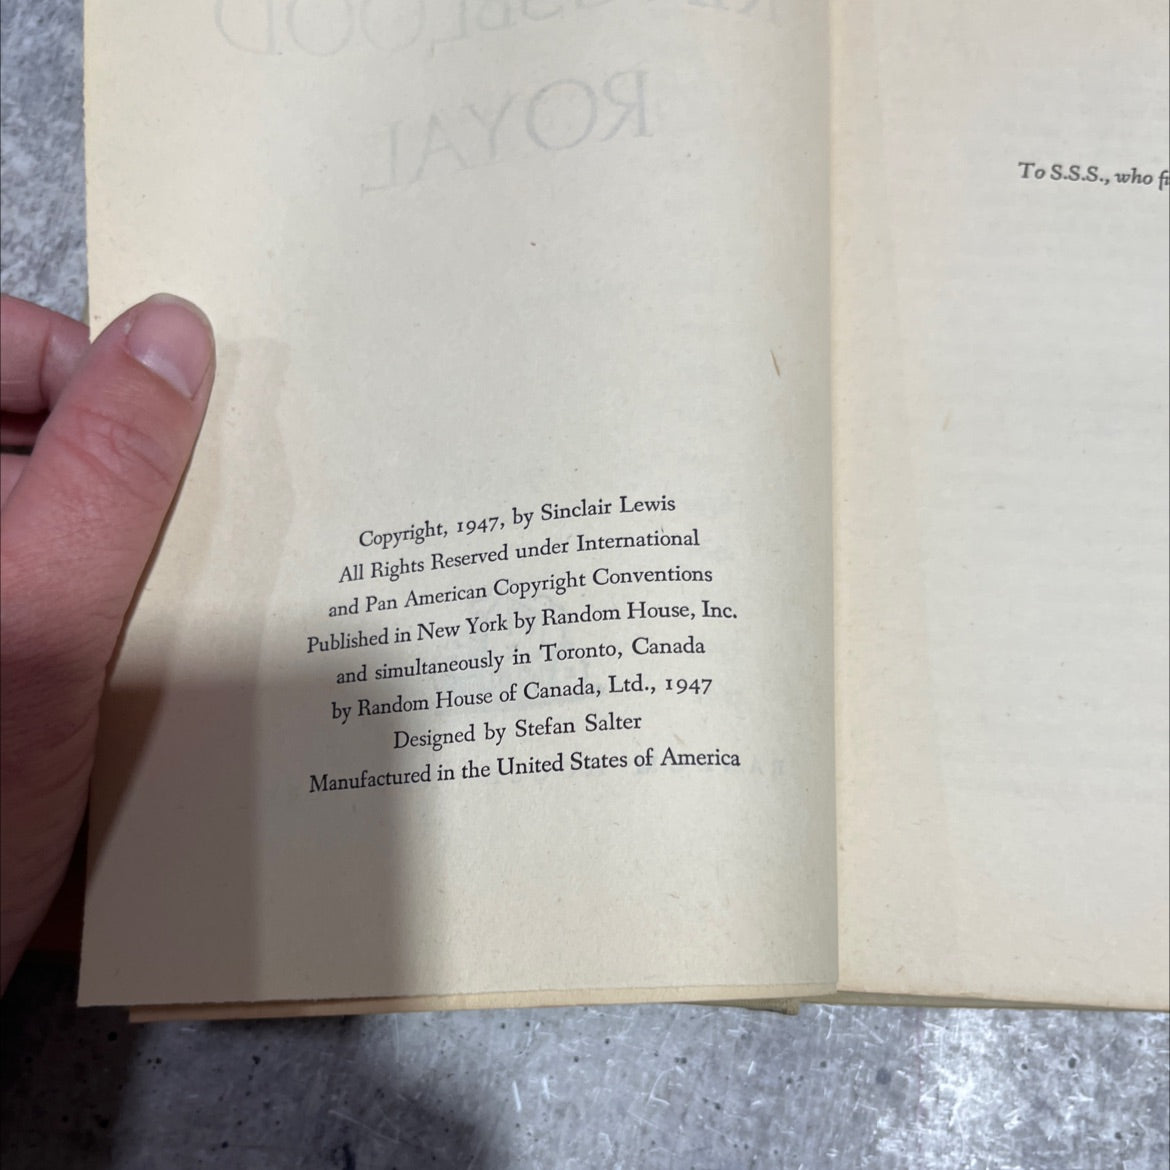 BLOOD
ROYAL
Copyright, 1947, by Sinclair Lewis
All Rights Reserved under International
and Pan American Copyright Conventions
Published in New York by Random House, Inc.
and simultaneously in Toronto, Canada
by Random House of Canada, Ltd., 1947
Designed by Stefan Salter
Manufactured in the United States of America
To S.S.S., who